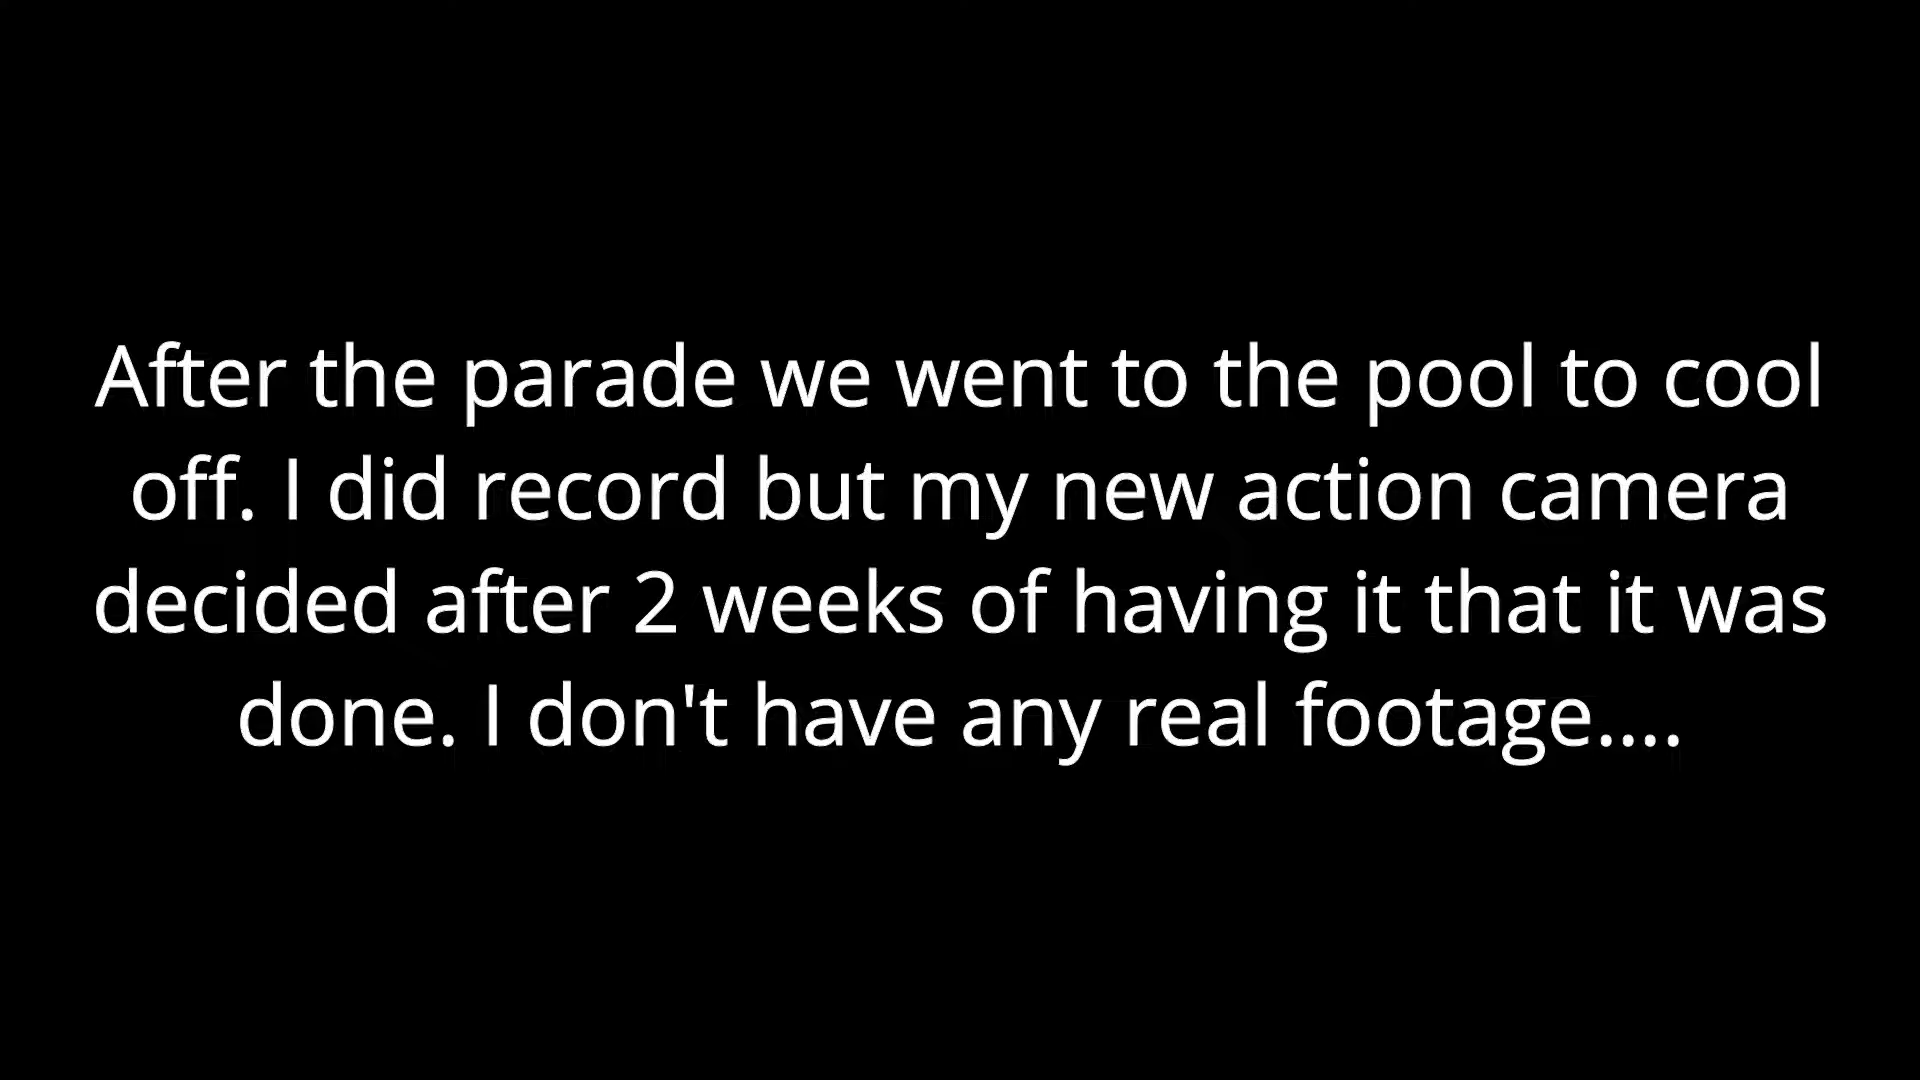 After the parade we went to the pool to cool
off. I did record but my new action camera
decided after 2 weeks of having it that it was
done. I don't have any real footage....